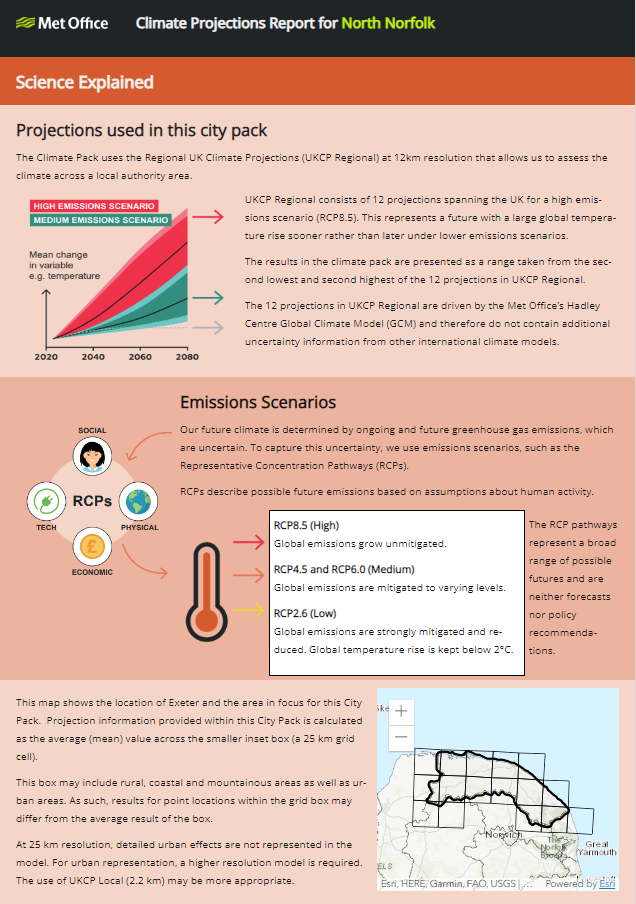 Met Office
Climate Projections Report for North Norfolk
Science Explained
Projections used in this city pack
The Climate Pack uses the Regional UK Climate Projections (UKCP Regional) at 12km resolution that allows us to assess the
climate across a local authority area.
HIGH EMISSIONS SCENARIO
MEDIUM EMISSIONS SCENARIO
Mean change
in variable
e.g. temperature
2020 2040 2060 2080
UKCP Regional consists of 12 projections spanning the UK for a high emis-
sions scenario (RCP8.5). This represents a future with a large global tempera-
ture rise sooner rather than later under lower emissions scenarios.
The results in the climate pack are presented as a range taken from the sec-
ond lowest and second highest of the 12 projections in UKCP Regional.
The 12 projections in UKCP Regional are driven by the Met Office's Hadley
Centre Global Climate Model (GCM) and therefore do not contain additional
uncertainty information from other international climate models.
Emissions Scenarios
Our future climate is determined by ongoing and future greenhouse gas emissions, which
are uncertain. To capture this uncertainty, we use emissions scenarios, such as the
Representative Concentration Pathways (RCPs).
RCPs describe possible future emissions based on assumptions about human activity.
SOCIAL
RCPs
TECH
PHYSICAL
£
ECONOMIC
RCP8.5 (High)
Global emissions grow unmitigated.
RCP4.5 and RCP6.0 (Medium)
Global emissions are mitigated to varying levels.
RCP2.6 (Low)
Global emissions are strongly mitigated and re-
duced. Global temperature rise is kept below 2°C.
The RCP pathways
represent a broad
range of possible
futures and are
neither forecasts
nor policy
recommenda-
tions.
This map shows the location of Exeter and the area in focus for this City
Pack. Projection information provided within this City Pack is calculated
as the average (mean) value across the smaller inset box (a 25 km grid
cell).
This box may include rural, coastal and mountainous areas as well as ur-
ban areas. As such, results for point locations within the grid box may
differ from the average result of the box.
At 25 km resolution, detailed urban effects are not represented in the
model. For urban representation, a higher resolution model is required.
The use of UKCP Local (2.2 km) may be more appropriate.
Ske
+
−
Norwich
The
Norfolk
Broads
Great
Yarmouth
ELS
Esri, HERE, Garmin, FAO, USGS | ...
Powered by Esri